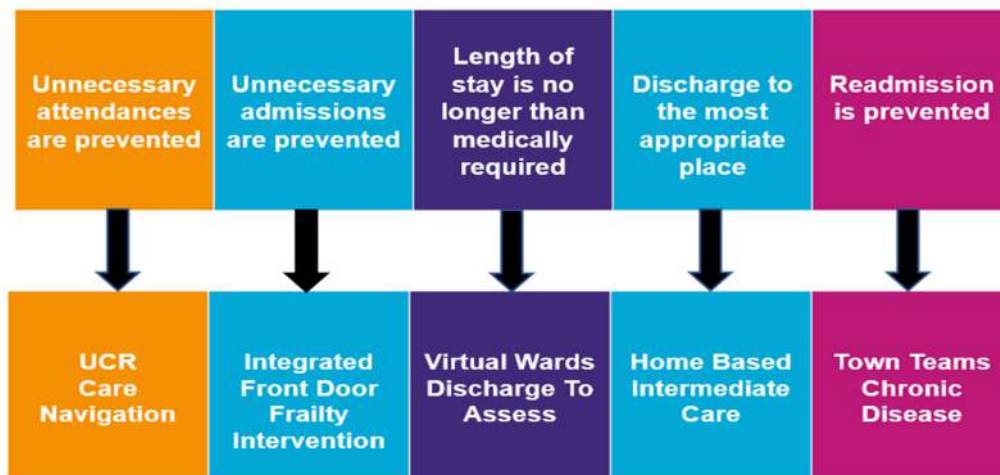 Unnecessary
attendances
are prevented
Unnecessary
admissions
are prevented
Length of
stay is no
longer than
medically
required
Discharge to
the most
appropriate
place
Readmission
is prevented
UCR
Care
Navigation
Integrated
Front Door
Frailty
Intervention
Virtual Wards
Discharge To
Assess
Home Based
Intermediate
Care
Town Teams
Chronic
Disease